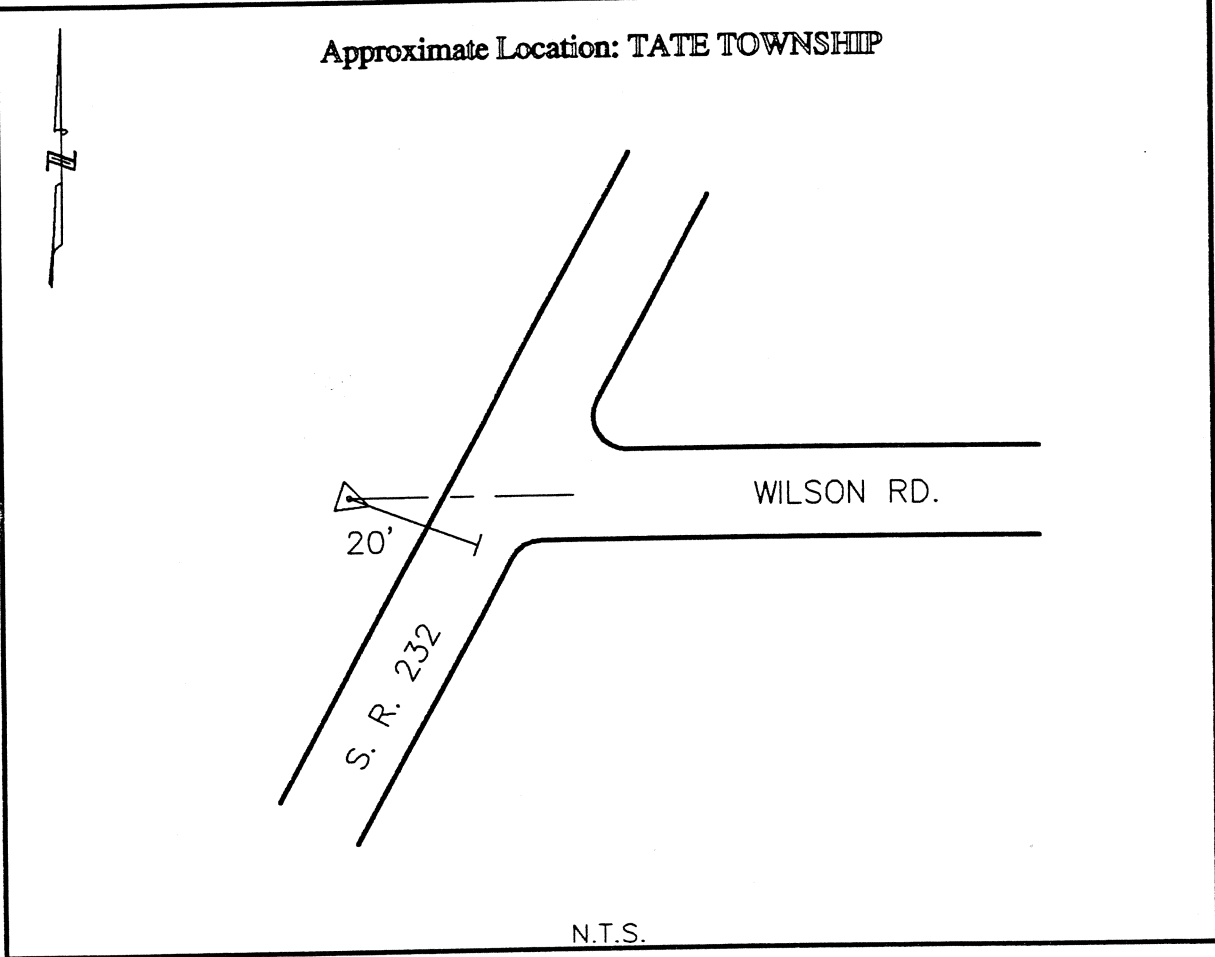 Approximate Location: TATE TOWNSHIP
N
WILSON RD.
20'
S. R. 232
N.T.S.